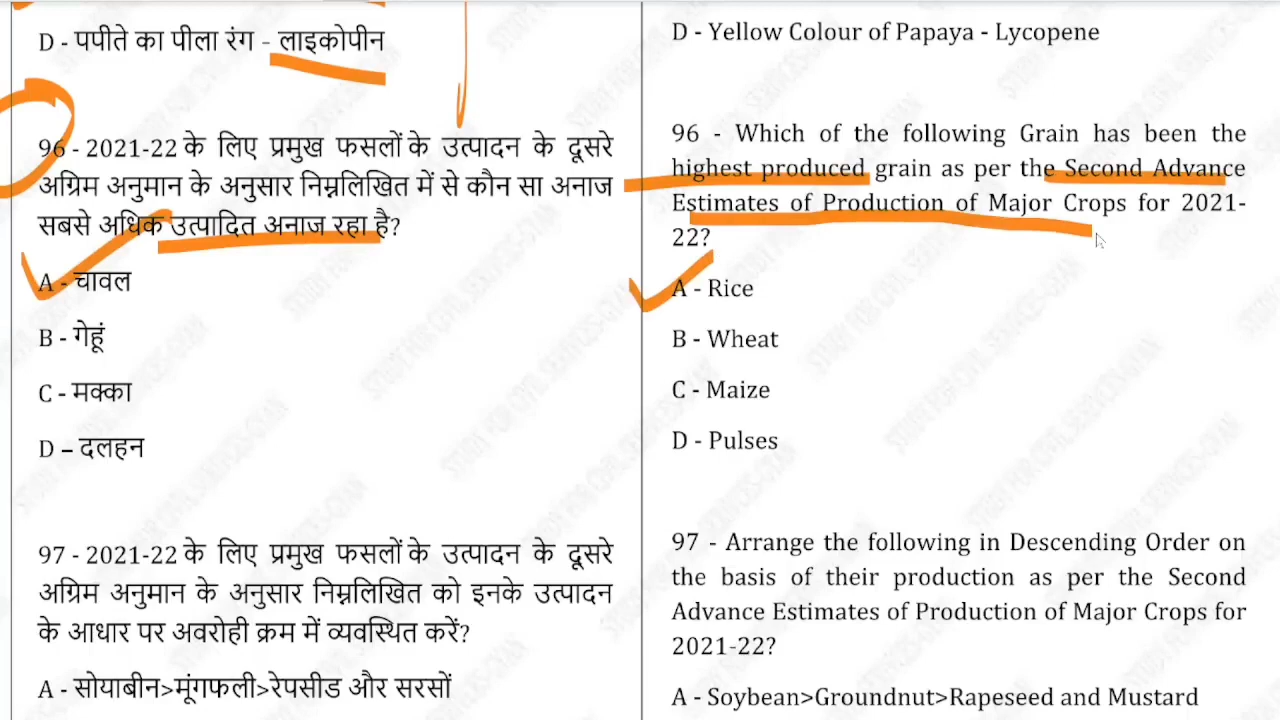 D - पपीते का पीला रंग - लाइकोपीन
96 - 2021-22 के लिए प्रमुख फसलों के उत्पादन के दूसरे
अग्रिम अनुमान के अनुसार निम्नलिखित में से कौन सा अनाज
सबसे अधिक उत्पादित अनाज रहा है?
A - चावल
B - गेहूं
C - मक्का
D – दलहन
97 - 2021-22 के लिए प्रमुख फसलों के उत्पादन के दूसरे
अग्रिम अनुमान के अनुसार निम्नलिखित को इनके उत्पादन
के आधार पर अवरोही क्रम में व्यवस्थित करें?
A - सोयाबीन>मूंगफली>रेपसीड और सरसों
D - Yellow Colour of Papaya - Lycopene
96 - Which of the following Grain has been the
highest produced grain as per the Second Advance
Estimates of Production of Major Crops for 2021-
22?
A - Rice
B - Wheat
C - Maize
D - Pulses
97 - Arrange the following in Descending Order on
the basis of their production as per the Second
Advance Estimates of Production of Major Crops for
2021-22?
A - Soybean>Groundnut>Rapeseed and Mustard